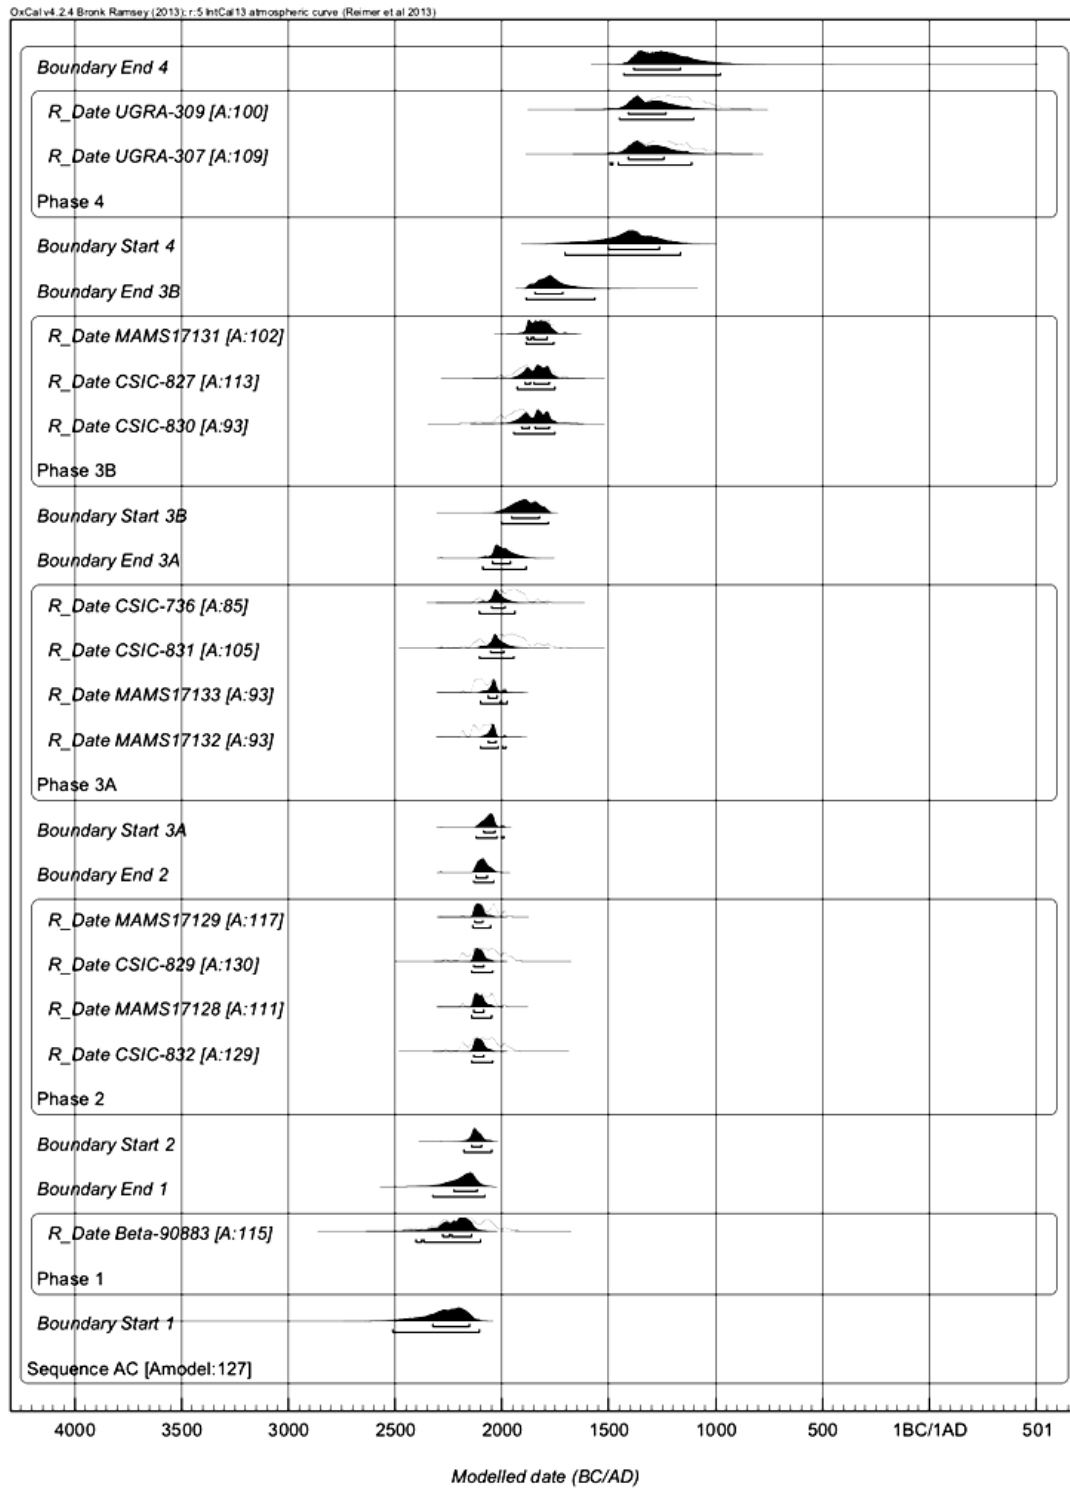 OxCal v4.2.4 Bronk Ramsey (2013); r:5 IntCal13 atmospheric curve (Reimer et al 2013)
Boundary End 4
R_Date UGRA-309 [A:100]
R_Date UGRA-307 [A:109]
Phase 4
Boundary Start 4
Boundary End 3B
R_Date MAMS17131 [A:102]
R_Date CSIC-827 [A:113]
R_Date CSIC-830 [A:93]
Phase 3B
Boundary Start 3B
Boundary End 3A
R_Date CSIC-736 [A:85]
R_Date CSIC-831 [A:105]
R_Date MAMS17133 [A:93]
R_Date MAMS17132 [A:93]
Phase 3A
Boundary Start 3A
Boundary End 2
R_Date MAMS17129 [A:117]
R_Date CSIC-829 [A:130]
R_Date MAMS17128 [A:111]
R_Date CSIC-832 [A:129]
Phase 2
Boundary Start 2
Boundary End 1
R_Date Beta-90883 [A:115]
Phase 1
Boundary Start 1
Sequence AC [Amodel:127]
4000 3500 3000 2500 2000 1500 1000 500 1BC/1AD 501
Modelled date (BC/AD)